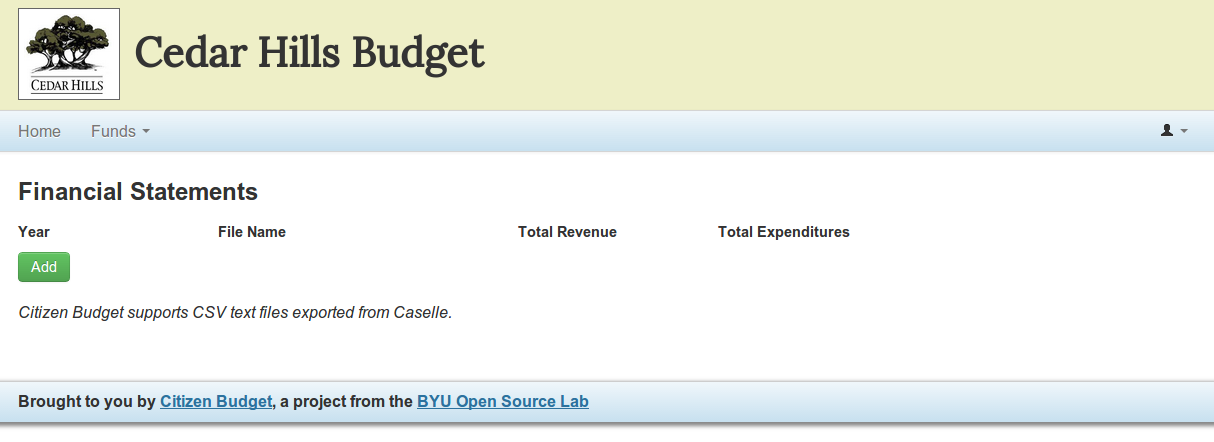 CEDAR HILLS
Cedar Hills Budget
Home Funds
Financial Statements
Year File Name Total Revenue Total Expenditures
Add
Citizen Budget supports CSV text files exported from Caselle.
Brought to you by Citizen Budget, a project from the BYU Open Source Lab